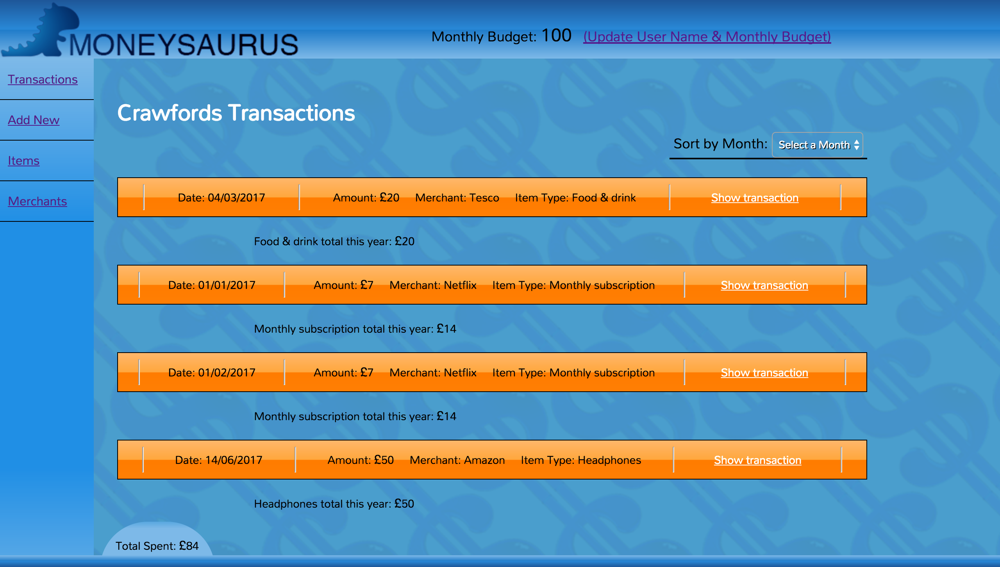 MONEYSAURUS
Monthly Budget: 100 (Update User Name & Monthly Budget)
Transactions
Add New
Items
Merchants
Crawfords Transactions
Sort by Month: Select a Month
Date: 04/03/2017 Amount: £20 Merchant: Tesco Item Type: Food & drink Show transaction
Food & drink total this year: £20
Date: 01/01/2017 Amount: £7 Merchant: Netflix Item Type: Monthly subscription Show transaction
Monthly subscription total this year: £14
Date: 01/02/2017 Amount: £7 Merchant: Netflix Item Type: Monthly subscription Show transaction
Monthly subscription total this year: £14
Date: 14/06/2017 Amount: £50 Merchant: Amazon Item Type: Headphones Show transaction
Headphones total this year: £50
Total Spent: £84